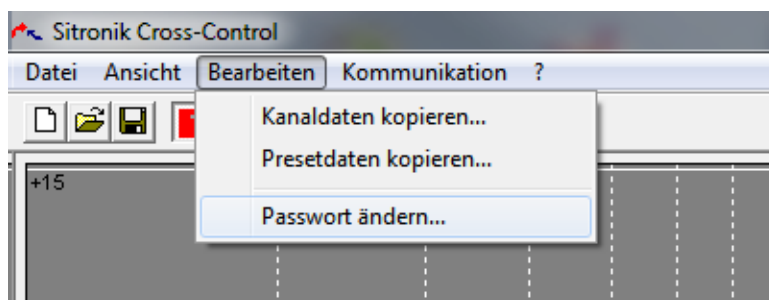 Sitronik Cross-Control
Datei Ansicht Bearbeiten Kommunikation ?
Kanaldaten kopieren...
Presetdaten kopieren...
+15
Passwort ändern...